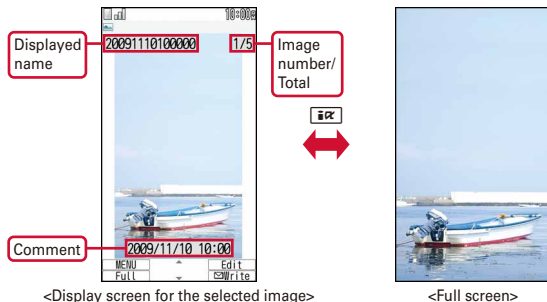 10:00
Displayed
name
20091110100000
1/5
Image
number/
Total
iα
Comment
2009/11/10 10:00
MENU
Edit
Full
Write
<Display screen for the selected image>
<Full screen>